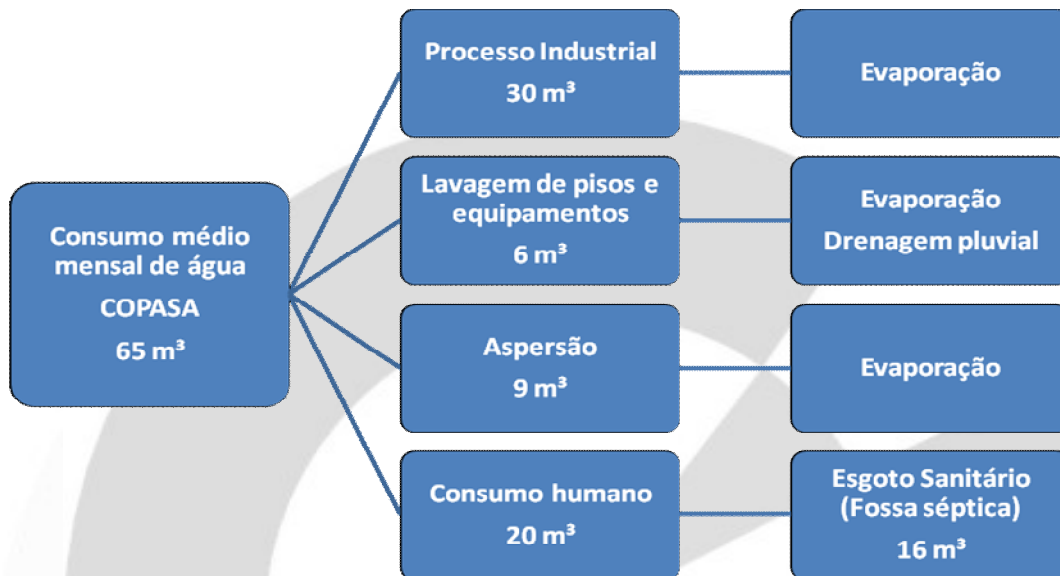 Consumo médio
mensal de água
COPASA
65 m³
Processo Industrial
30 m³
Evaporação
Lavagem de pisos e
equipamentos
6 m³
Evaporação
Drenagem pluvial
Aspersão
9 m³
Evaporação
Consumo humano
20 m³
Esgoto Sanitário
(Fossa séptica)
16 m³